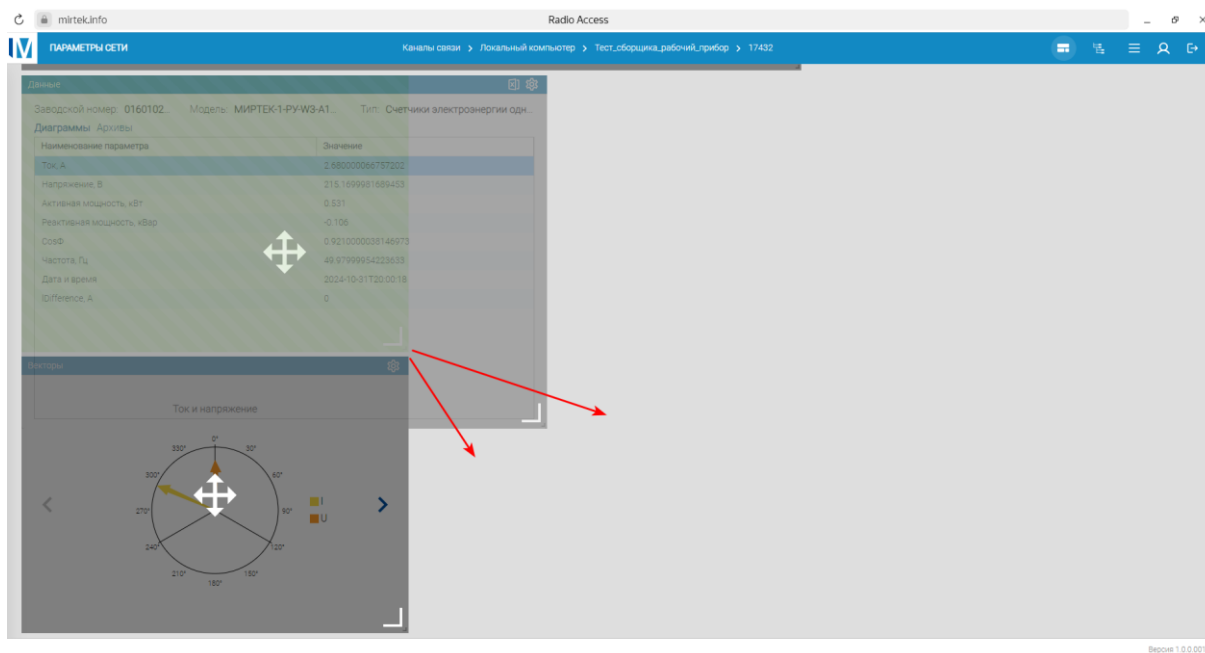 mirtek.info Radio Access
ПАРАМЕТРЫ СЕТИ Каналы связи > Локальный компьютер > Тест_сборщика_рабочий_прибор > 17432
Данные
Заводской номер: 0160102... Модель: МИРТЕК-1-РУ-W3-A1... Тип: Счетчики электроэнергии одн...
Диаграммы Архивы
Наименование параметра Значение
Ток, А 2.680000066757202
Напряжение, В 215.1699981689453
Активная мощность, кВт 0.531
Реактивная мощность, кВар -0.106
CosФ 0.9210000038146973
Частота, Гц 49.97999954223633
Дата и время 2024-10-31T20:00:18
IDifference, A 0
Векторы
Ток и напряжение
0°
330° 30°
300° 60°
270° 90°
I
U
240° 120°
210° 150°
180°
Версия 1.0.0.001